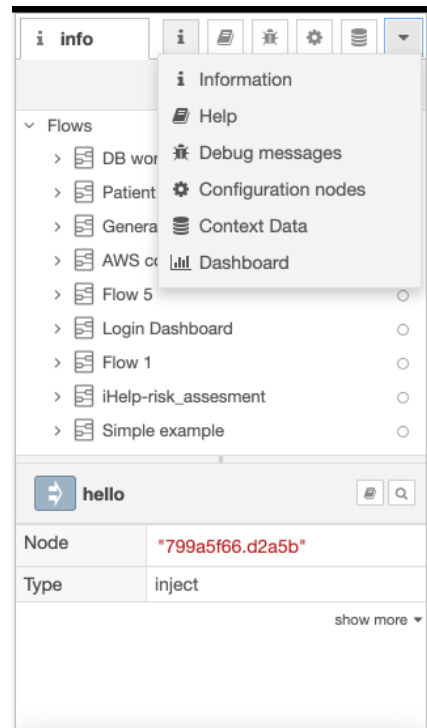 i info
i
i Information
Help
Debug messages
Configuration nodes
Context Data
Dashboard
Flows
DB wor
Patient
Genera
AWS co
Flow 5
Login Dashboard
Flow 1
iHelp-risk_assesment
Simple example
hello
Node "799a5f66.d2a5b"
Type inject
show more